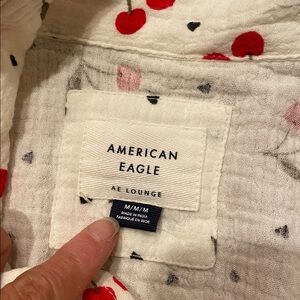 AMERICAN
EAGLE
AE LOUNGE
M/M/M
MADE IN INDIA
FABRIQUÉ EN INDE